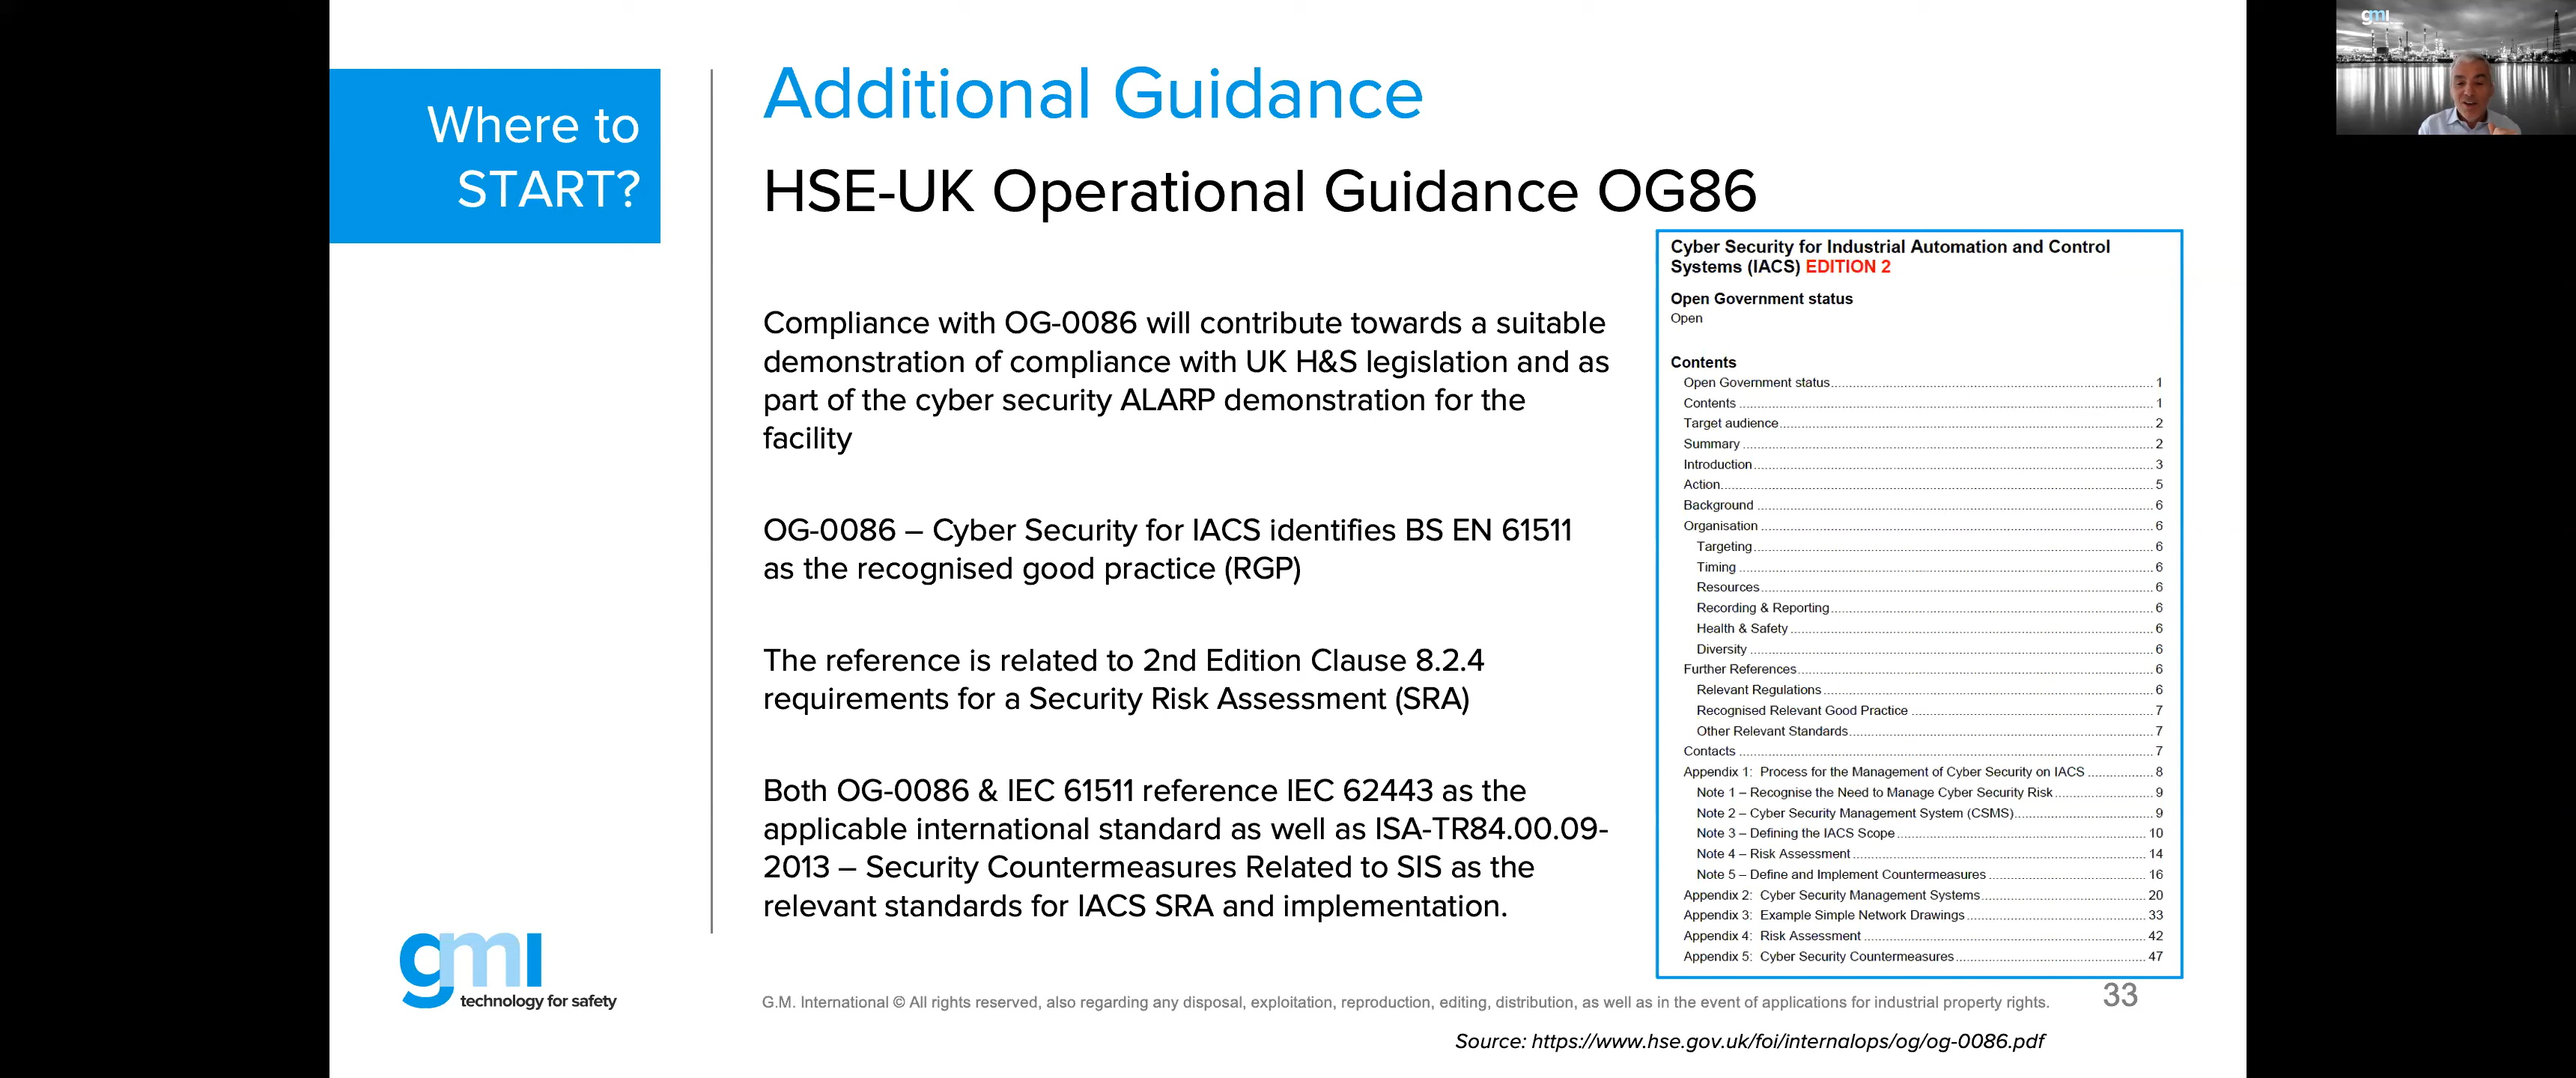 Where to
START?
Additional Guidance
HSE-UK Operational Guidance OG86
Compliance with OG-0086 will contribute towards a suitable
demonstration of compliance with UK H&S legislation and as
part of the cyber security ALARP demonstration for the
facility
OG-0086 – Cyber Security for IACS identifies BS EN 61511
as the recognised good practice (RGP)
The reference is related to 2nd Edition Clause 8.2.4
requirements for a Security Risk Assessment (SRA)
Both OG-0086 & IEC 61511 reference IEC 62443 as the
applicable international standard as well as ISA-TR84.00.09-
2013 – Security Countermeasures Related to SIS as the
relevant standards for IACS SRA and implementation.
Cyber Security for Industrial Automation and Control
Systems (IACS) EDITION 2
Open Government status
Open
Contents
Open Government status 1
Contents 1
Target audience 2
Summary 2
Introduction 3
Action 5
Background 6
Organisation 6
Targeting 6
Timing 6
Resources 6
Recording & Reporting 6
Health & Safety 6
Diversity 6
Further References 6
Relevant Regulations 6
Recognised Relevant Good Practice 7
Other Relevant Standards 7
Contacts 7
Appendix 1: Process for the Management of Cyber Security on IACS 8
Note 1 – Recognise the Need to Manage Cyber Security Risk 9
Note 2 – Cyber Security Management System (CSMS) 9
Note 3 – Defining the IACS Scope 10
Note 4 – Risk Assessment 14
Note 5 – Define and Implement Countermeasures 16
Appendix 2: Cyber Security Management Systems 20
Appendix 3: Example Simple Network Drawings 33
Appendix 4: Risk Assessment 42
Appendix 5: Cyber Security Countermeasures 47
gmi
technology for safety
G.M. International © All rights reserved, also regarding any disposal, exploitation, reproduction, editing, distribution, as well as in the event of applications for industrial property rights.
33
Source: https://www.hse.gov.uk/foi/internalops/og/og-0086.pdf
gmi